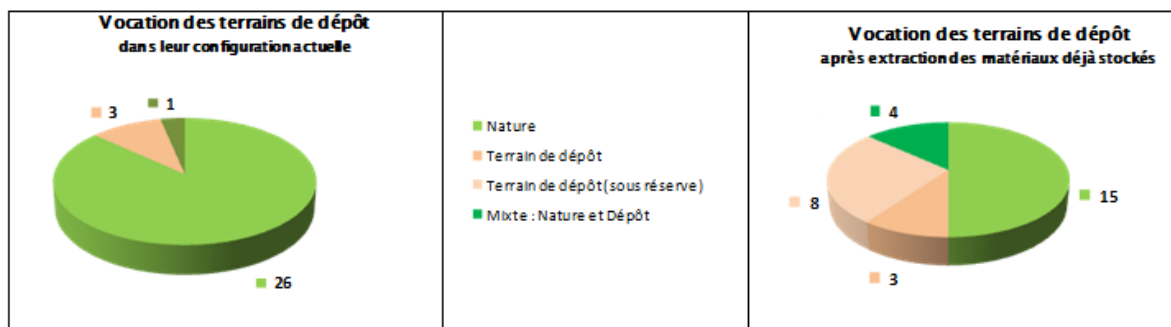 Vocation des terrains de dépôt
dans leur configuration actuelle
3
1
26
Nature
Terrain de dépôt
Terrain de dépôt (sous réserve)
Mixte : Nature et Dépôt
Vocation des terrains de dépôt
après extraction des matériaux déjà stockés
4
8
15
3